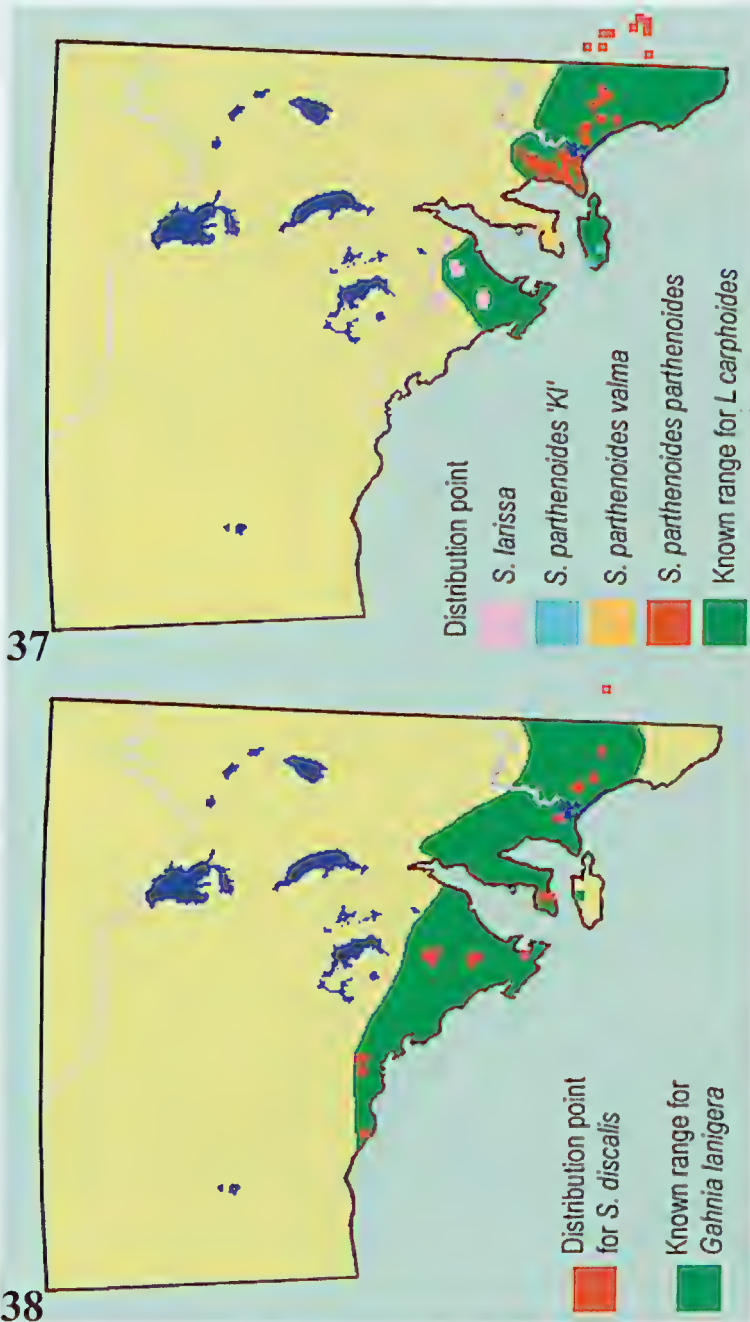 37
Distribution point
S. larissa
S. parthenoides 'KI'
S. parthenoides valma
S. parthenoides parthenoides
Known range for L carphoides
38
Distribution point
for S. discalis
Known range for
Gahnia lanigera